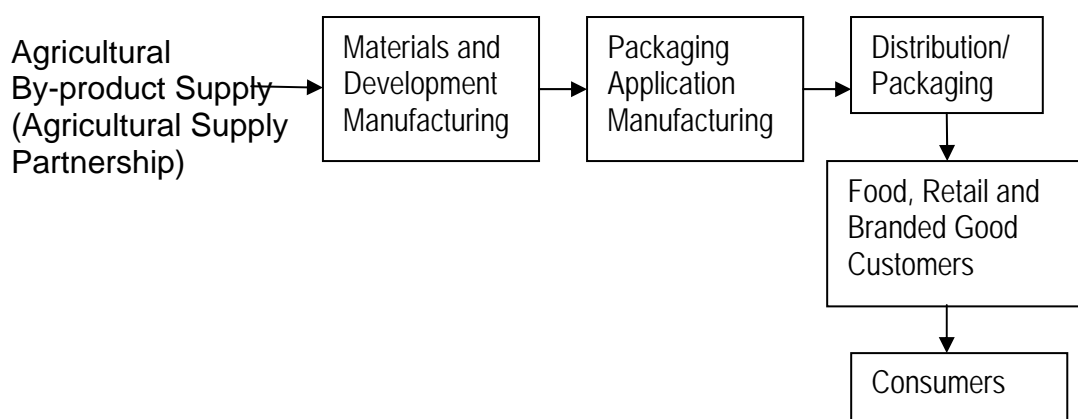 Agricultural
By-product Supply
(Agricultural Supply
Partnership)
Materials and
Development
Manufacturing
Packaging
Application
Manufacturing
Distribution/
Packaging
Food, Retail and
Branded Good
Customers
Consumers